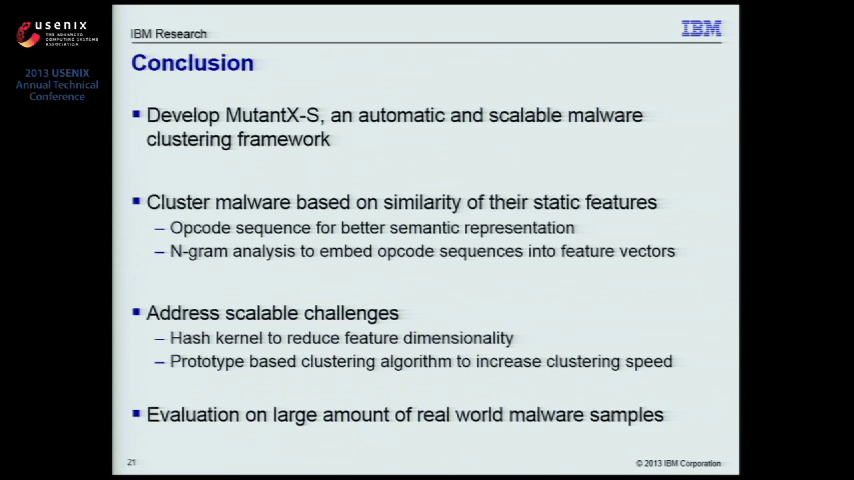 usenix
THE ADVANCED
COMPUTING SYSTEMS
ASSOCIATION
2013 USENIX
Annual Technical
Conference
IBM Research
IBM
Conclusion
Develop MutantX-S, an automatic and scalable malware
clustering framework
Cluster malware based on similarity of their static features
– Opcode sequence for better semantic representation
– N-gram analysis to embed opcode sequences into feature vectors
Address scalable challenges
– Hash kernel to reduce feature dimensionality
– Prototype based clustering algorithm to increase clustering speed
Evaluation on large amount of real world malware samples
21
© 2013 IBM Corporation